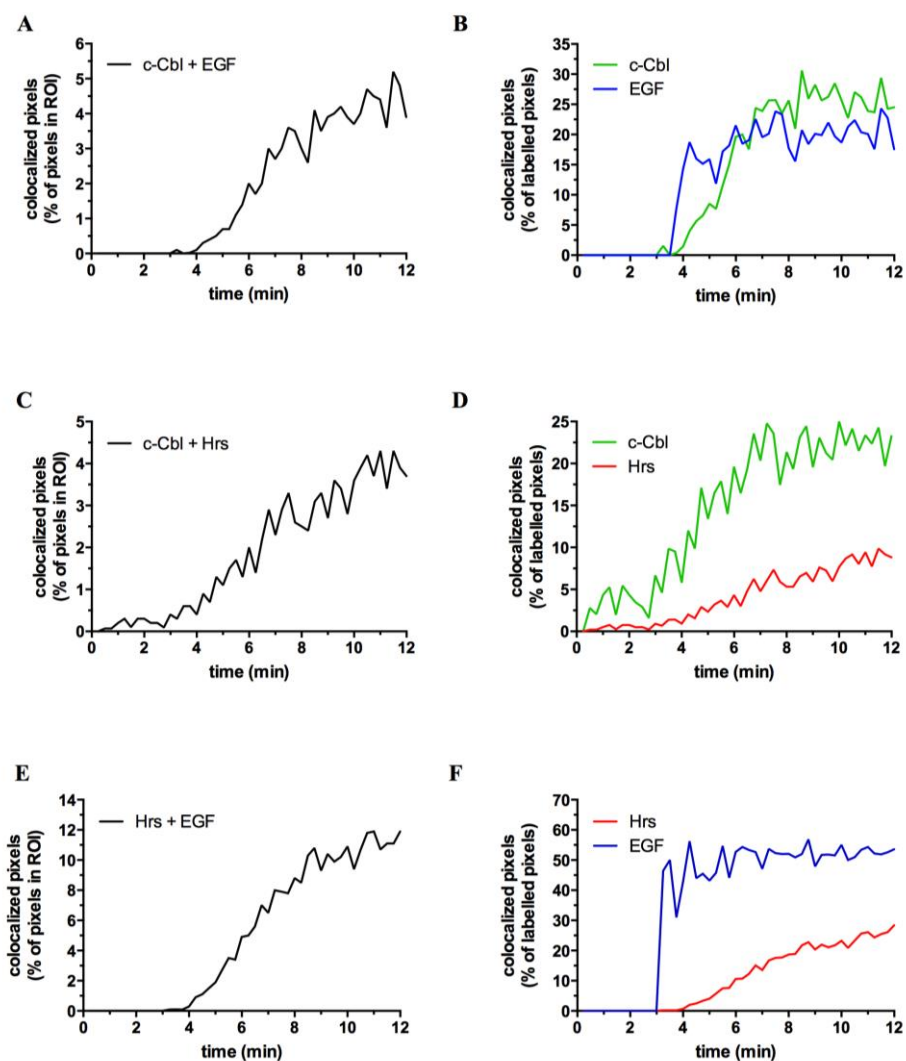 A
colocalized pixels
(% of pixels in ROI)
6
5
4
3
2
1
0
0 2 4 6 8 10 12
time (min)
c-Cbl + EGF
B
colocalized pixels
(% of labelled pixels)
35
30
25
20
15
10
5
0
0 2 4 6 8 10 12
time (min)
c-Cbl
EGF
C
colocalized pixels
(% of pixels in ROI)
5
4
3
2
1
0
0 2 4 6 8 10 12
time (min)
c-Cbl + Hrs
D
colocalized pixels
(% of labelled pixels)
25
20
15
10
5
0
0 2 4 6 8 10 12
time (min)
c-Cbl
Hrs
E
colocalized pixels
(% of pixels in ROI)
14
12
10
8
6
4
2
0
0 2 4 6 8 10 12
time (min)
Hrs + EGF
F
colocalized pixels
(% of labelled pixels)
70
60
50
40
30
20
10
0
0 2 4 6 8 10 12
time (min)
Hrs
EGF